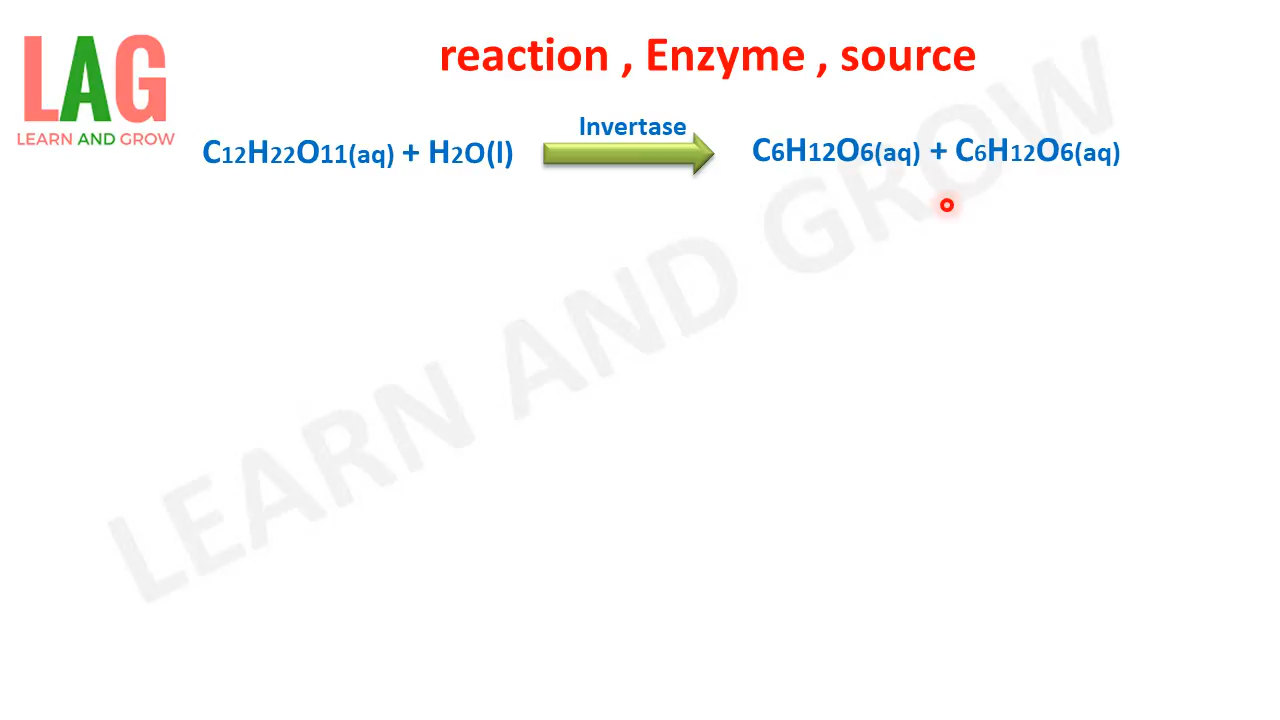 LAG
LEARN AND GROW
reaction , Enzyme , source
Invertase
C12H22O11(aq) + H2O(l)
C6H12O6(aq) + C6H12O6(aq)
LEARN AND GROW